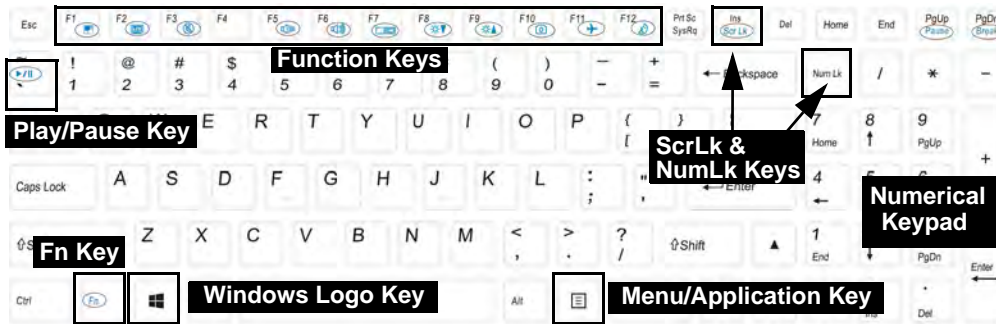 Esc F1 F2 F3 F4 F5 F6 F7 F8 F9 F10 F11 F12 Prt Sc SysRq Ins Scr Lk Del Home End PgUp Pause PgDn Break
Function Keys
! @ # $ ( ) — +
1 2 3 4 5 6 7 8 9 0 - = ← Num Lk / * -
`
Play/Pause Key
E R T Y U I O P { [ } 7 Home 8 ↑ 9 PgUp
ScrLk &
NumLk Keys
+
Caps Lock A S D F G H J K L : ; " ' ← Enter 4 ←
Numerical
Keypad
Fn Key
Z X C V B N M < , > . ? / ⇧Shift ▲ 1 End ↓ PgDn Enter
Ctrl Fn
Windows Logo Key
Alt
Menu/Application Key
Ins . Del